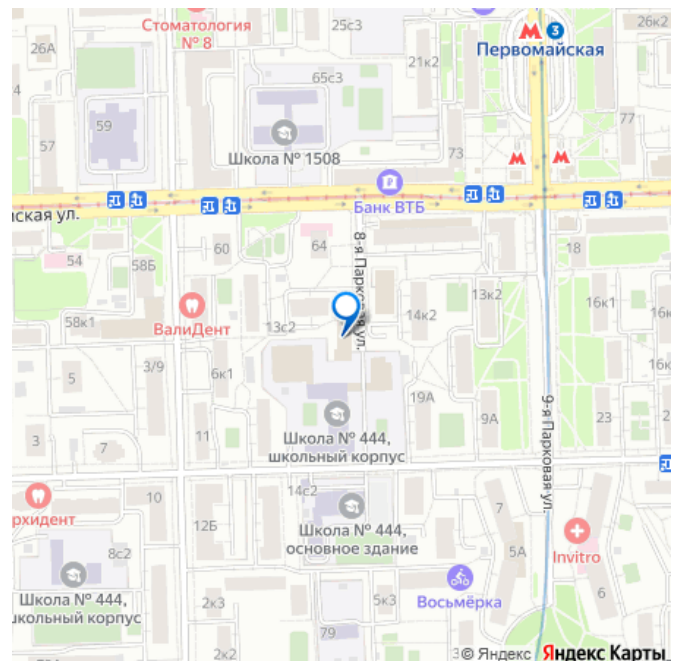 Стоматология
№ 8
25с3
26к2
26А
3
Первомайская
21к2
65с3
59
77
57
Школа № 1508
73
Банк ВТБ
нская ул.
64
60
18
54
58Б
8-я Парковая ул.
13к2
16к1
58к1
ВалиДент
13с2
14к2
3/9
6к1
16к
5
19А
9А
23
9-я Парковая ул.
3
7
11
Школа № 444,
школьный корпус
10
14с2
рхидент
12Б
7
Школа № 444,
основное здание
5А
Invitro
8с2
Школа № 444,
школьный корпус
2к3
5к3
Восьмёрка
6
79
2к2
3
© Яндекс Яндекс Карты